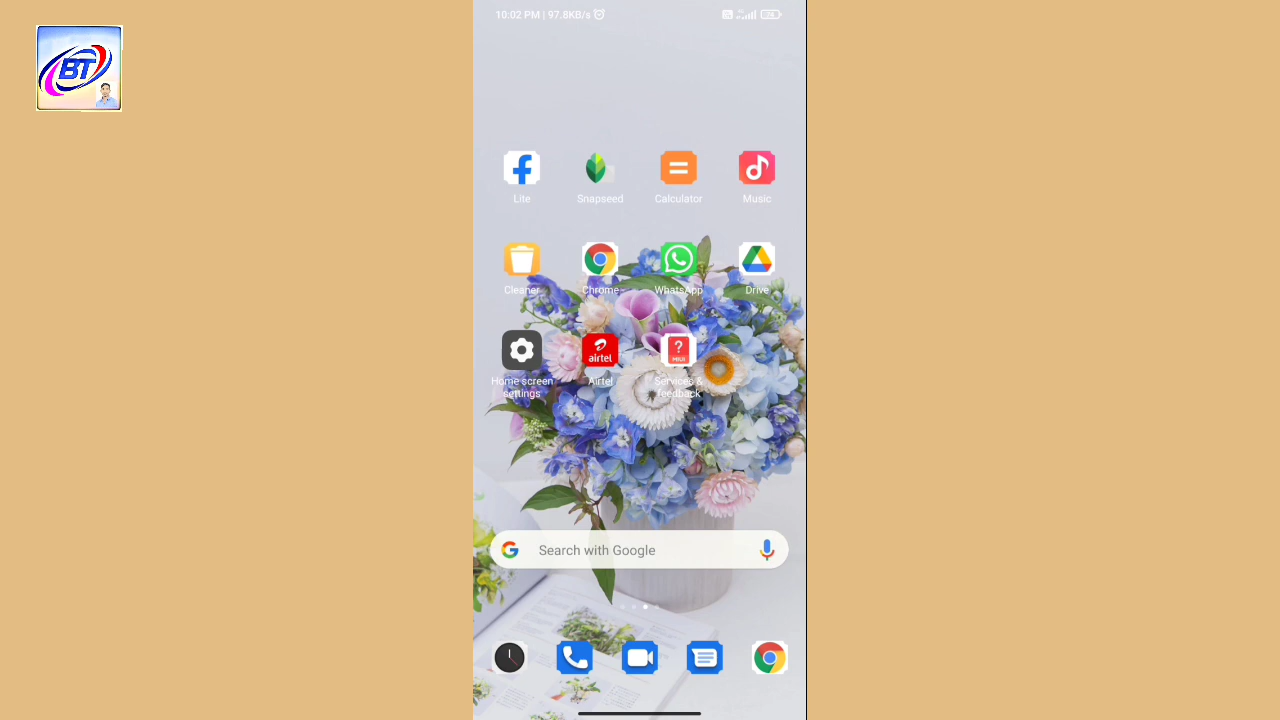 10:02 PM | 97.8KB/s
BT
Lite
Snapseed
Calculator
Music
Cleaner
Chrome
WhatsApp
Drive
airtel
?
MIUI
Home screen
settings
Airtel
Services &
feedback
G
Search with Google